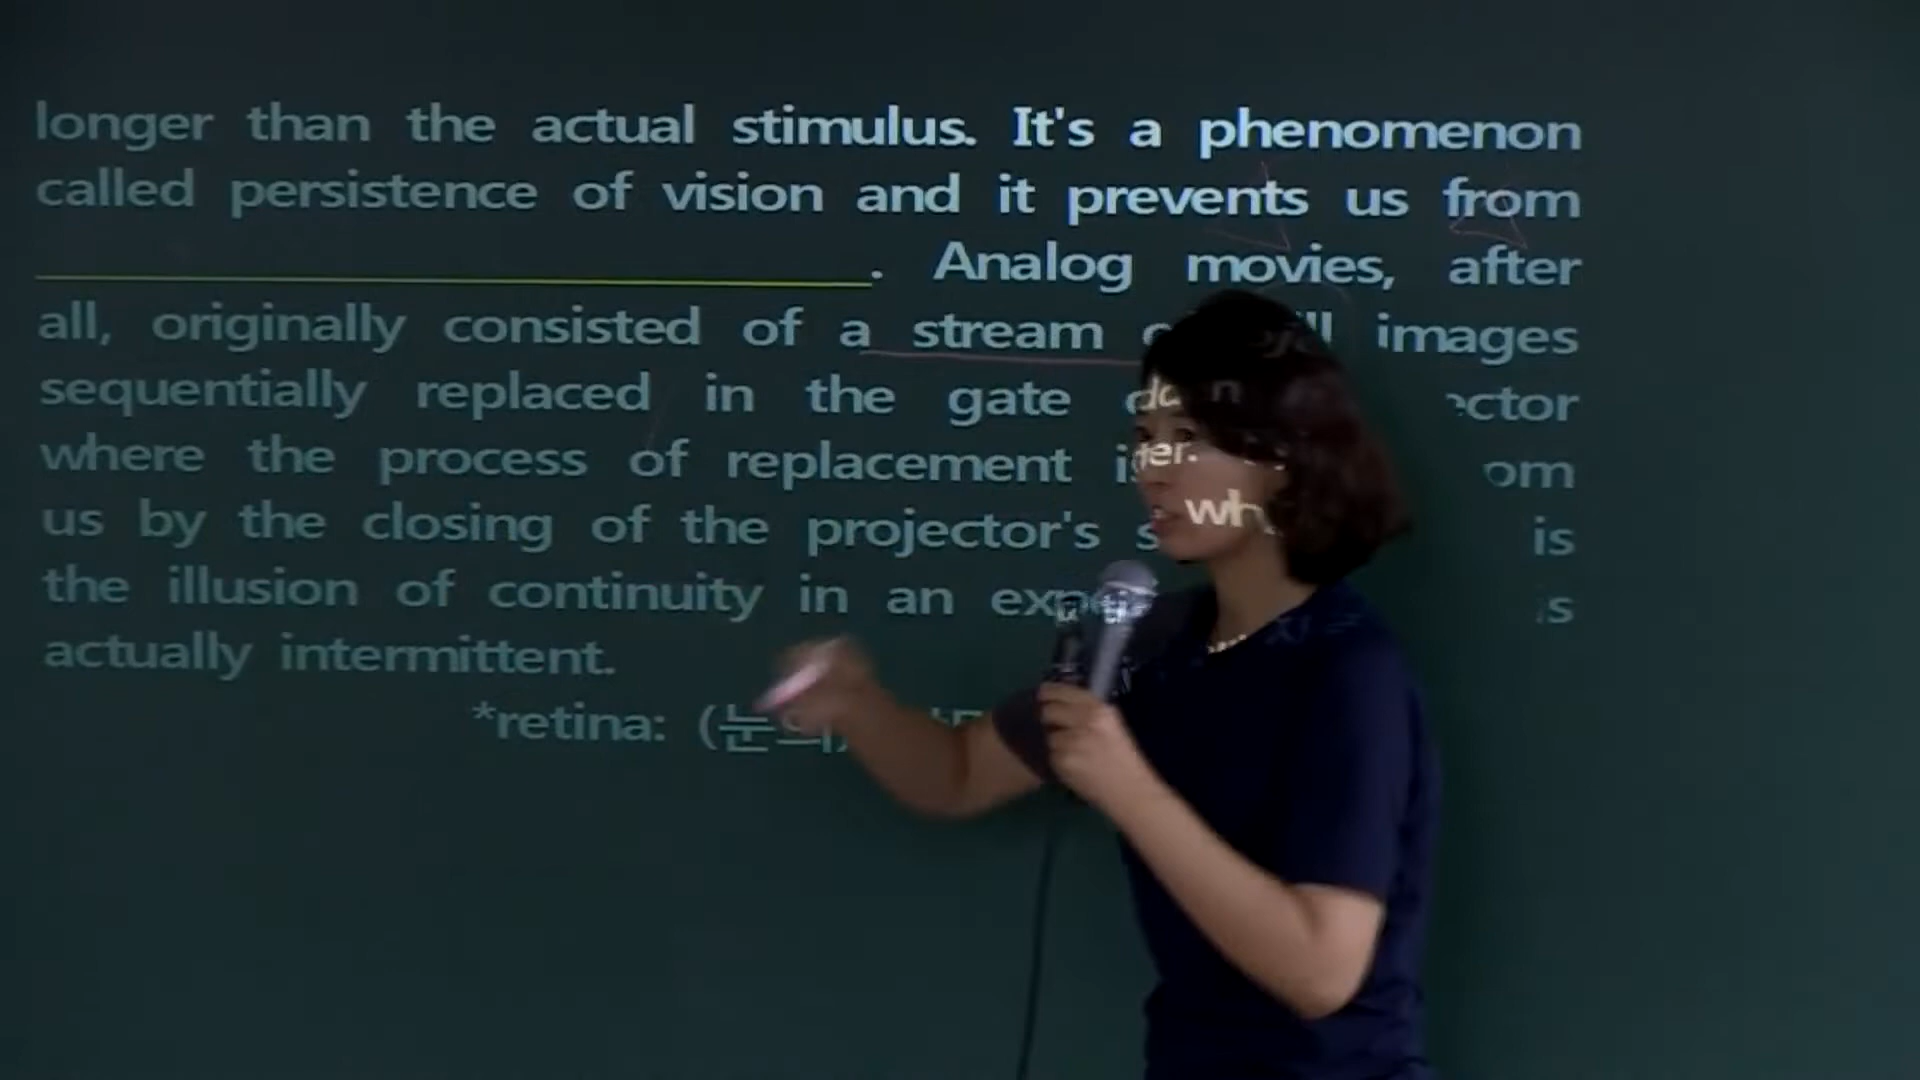 longer than the actual stimulus. It's a phenomenon
called persistence of vision and it prevents us from
. Analog movies, after
all, originally consisted of a stream images
sequentially replaced in the gate
where the process of replacement
us by the closing of the projector's is
the illusion of continuity in an
actually intermittent.
*retina: (눈의)